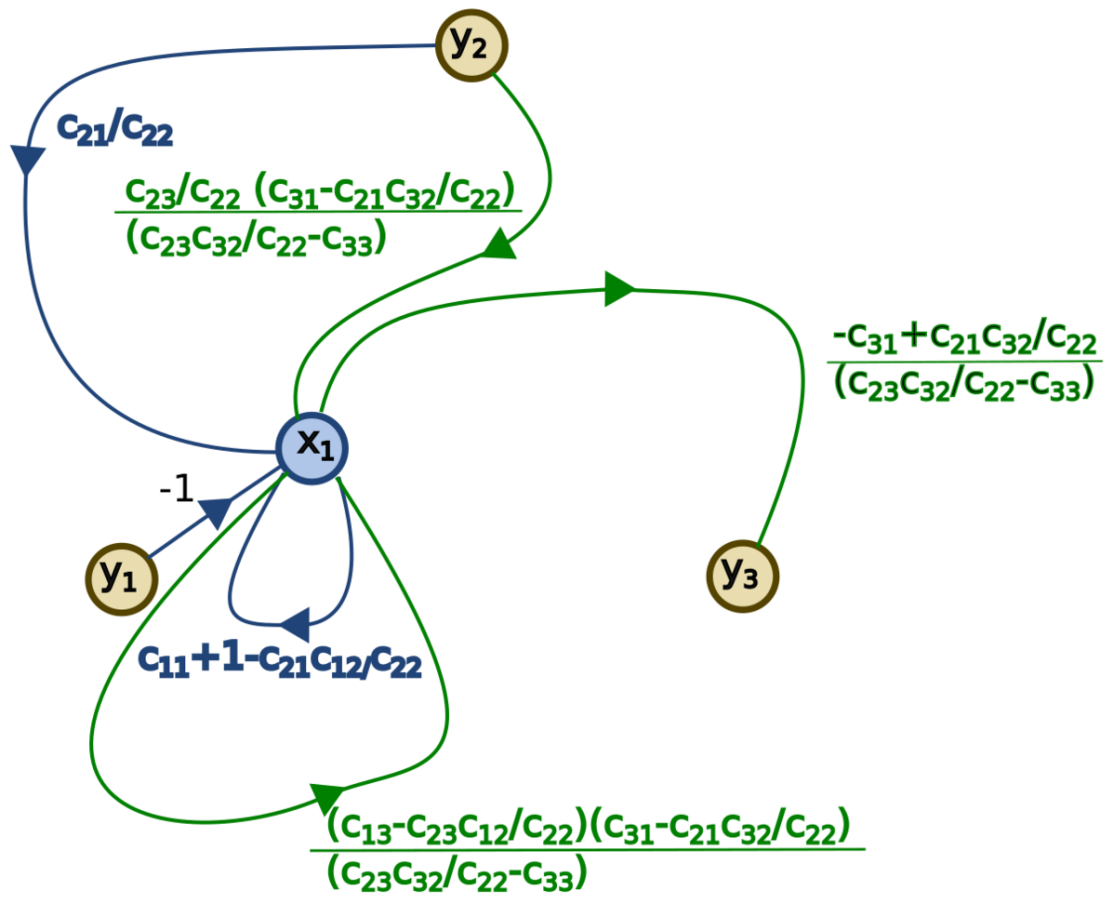 y₂
c₂₁/c₂₂
c₂₃/c₂₂ (c₃₁-c₂₁c₃₂/c₂₂)
(c₂₃c₃₂/c₂₂-c₃₃)
-c₃₁+c₂₁c₃₂/c₂₂
(c₂₃c₃₂/c₂₂-c₃₃)
x₁
-1
y₁
y₃
c₁₁+1-c₂₁c₁₂/c₂₂
(c₁₃-c₂₃c₁₂/c₂₂)(c₃₁-c₂₁c₃₂/c₂₂)
(c₂₃c₃₂/c₂₂-c₃₃)